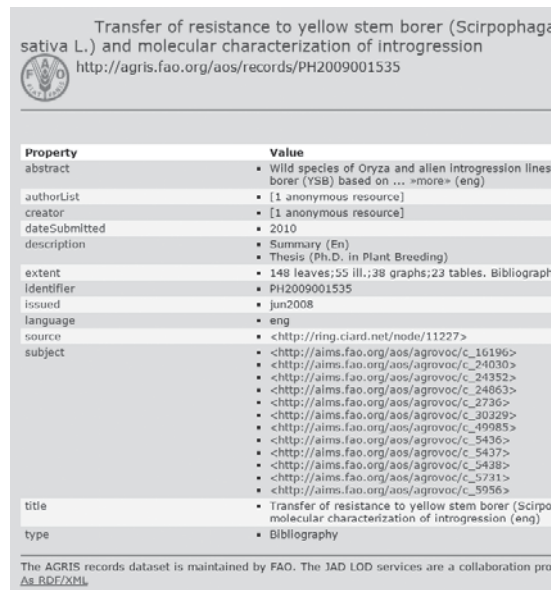 Transfer of resistance to yellow stem borer (Scirpophaga
sativa L.) and molecular characterization of introgression
http://agris.fao.org/aos/records/PH2009001535
Property Value
abstract ▪ Wild species of Oryza and alien introgression lines
borer (YSB) based on ... »more» (eng)
authorList ▪ [1 anonymous resource]
creator ▪ [1 anonymous resource]
dateSubmitted ▪ 2010
description ▪ Summary (En)
▪ Thesis (Ph.D. in Plant Breeding)
extent ▪ 148 leaves;55 ill.;38 graphs;23 tables. Bibliograph
identifier ▪ PH2009001535
issued ▪ jun2008
language ▪ eng
source ▪ <http://ring.ciard.net/node/11227>
subject ▪ <http://aims.fao.org/aos/agrovoc/c_16196>
▪ <http://aims.fao.org/aos/agrovoc/c_24030>
▪ <http://aims.fao.org/aos/agrovoc/c_24352>
▪ <http://aims.fao.org/aos/agrovoc/c_24863>
▪ <http://aims.fao.org/aos/agrovoc/c_2736>
▪ <http://aims.fao.org/aos/agrovoc/c_30329>
▪ <http://aims.fao.org/aos/agrovoc/c_49985>
▪ <http://aims.fao.org/aos/agrovoc/c_5436>
▪ <http://aims.fao.org/aos/agrovoc/c_5437>
▪ <http://aims.fao.org/aos/agrovoc/c_5438>
▪ <http://aims.fao.org/aos/agrovoc/c_5731>
▪ <http://aims.fao.org/aos/agrovoc/c_5956>
title ▪ Transfer of resistance to yellow stem borer (Scirpo
molecular characterization of introgression (eng)
type ▪ Bibliography
The AGRIS records dataset is maintained by FAO. The JAD LOD services are a collaboration pro
As RDF/XML